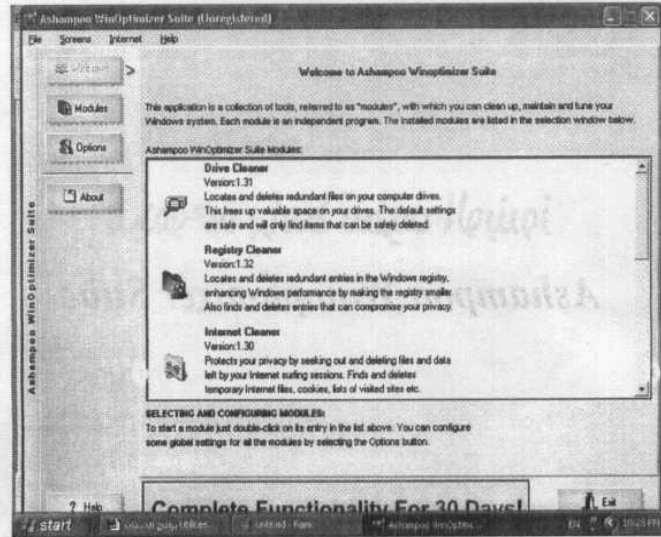 Ashampoo WinOptimizer Suite (Unregistered)
File Screens Internet Help
Welcome
Modules
Options
About
Ashampoo WinOptimizer Suite
Welcome to Ashampoo Winoptimizer Suite
This application is a collection of tools, referred to as "modules", with which you can clean up, maintain and tune your
Windows system. Each module is an independent program. The installed modules are listed in the selection window below.
Ashampoo WinOptimizer Suite Modules:
Drive Cleaner
Version:1.31
Locates and deletes redundant files on your computer drives.
This frees up valuable space on your drives. The default settings
are safe and will only find items that can be safely deleted.
Registry Cleaner
Version:1.32
Locates and deletes redundant entries in the Windows registry,
enhancing Windows performance by making the registry smaller.
Also finds and deletes entries that can compromise your privacy.
Internet Cleaner
Version:1.30
Protects your privacy by seeking out and deleting files and data
left by your Internet surfing sessions. Finds and deletes
temporary Internet files, cookies, lists of visited sites etc.
SELECTING AND CONFIGURING MODULES:
To start a module just double-click on its entry in the list above. You can configure
some global settings for all the modules by selecting the Options button.
? Help
Complete Functionality For 30 Days!
Exit
start
untitled - Paint
Ashampoo WinOptimi...
EN
10:25 PM